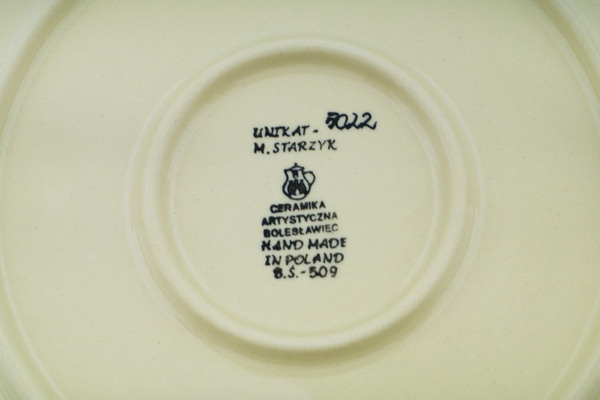 UNIKAT - 5022
M. STARZYK
CERAMIKA
ARTYSTYCZNA
BOLESŁAWIEC
HAND MADE
IN POLAND
B.Ś.-509